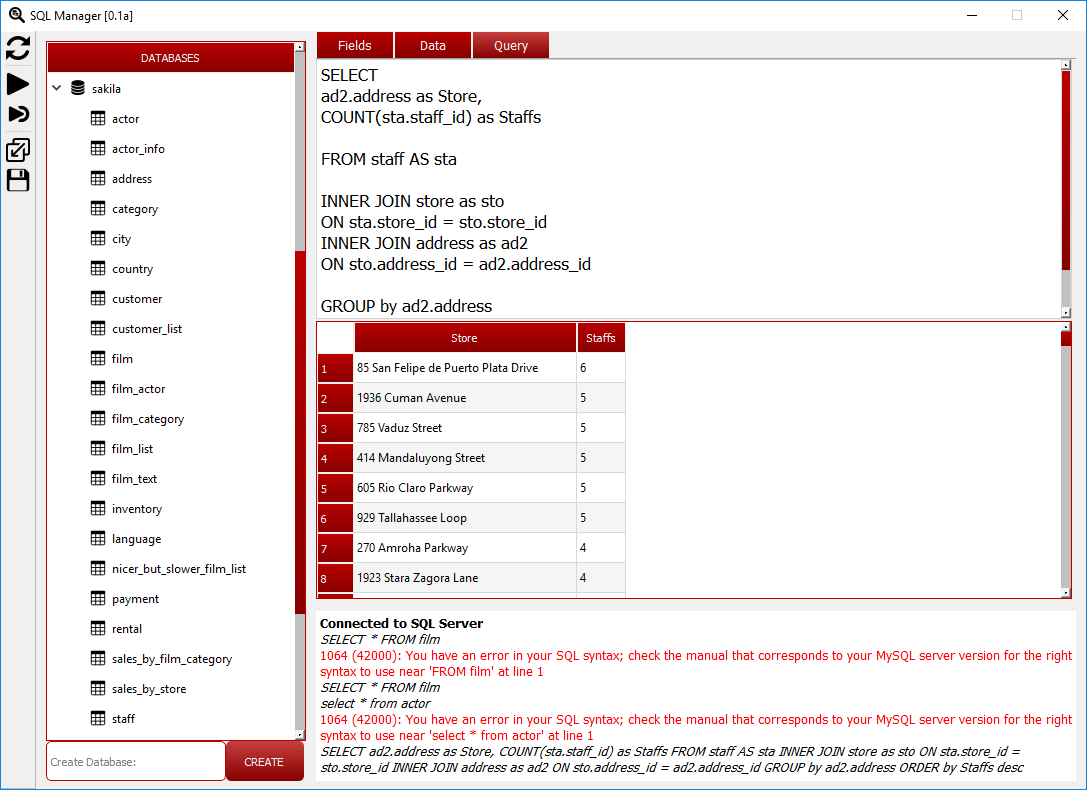 SQL Manager [0.1a]
DATABASES
sakila
actor
actor_info
address
category
city
country
customer
customer_list
film
film_actor
film_category
film_list
film_text
inventory
language
nicer_but_slower_film_list
payment
rental
sales_by_film_category
sales_by_store
staff
Create Database:
CREATE
Fields Data Query
SELECT
ad2.address as Store,
COUNT(sta.staff_id) as Staffs
FROM staff AS sta
INNER JOIN store as sto
ON sta.store_id = sto.store_id
INNER JOIN address as ad2
ON sto.address_id = ad2.address_id
GROUP by ad2.address
Store Staffs
1 85 San Felipe de Puerto Plata Drive 6
2 1936 Cuman Avenue 5
3 785 Vaduz Street 5
4 414 Mandaluyong Street 5
5 605 Rio Claro Parkway 5
6 929 Tallahassee Loop 5
7 270 Amroha Parkway 4
8 1923 Stara Zagora Lane 4
Connected to SQL Server
SELECT * FROM film
1064 (42000): You have an error in your SQL syntax; check the manual that corresponds to your MySQL server version for the right
syntax to use near 'FROM film' at line 1
SELECT * FROM film
select * from actor
1064 (42000): You have an error in your SQL syntax; check the manual that corresponds to your MySQL server version for the right
syntax to use near 'select * from actor' at line 1
SELECT ad2.address as Store, COUNT(sta.staff_id) as Staffs FROM staff AS sta INNER JOIN store as sto ON sta.store_id =
sto.store_id INNER JOIN address as ad2 ON sto.address_id = ad2.address_id GROUP by ad2.address ORDER by Staffs desc